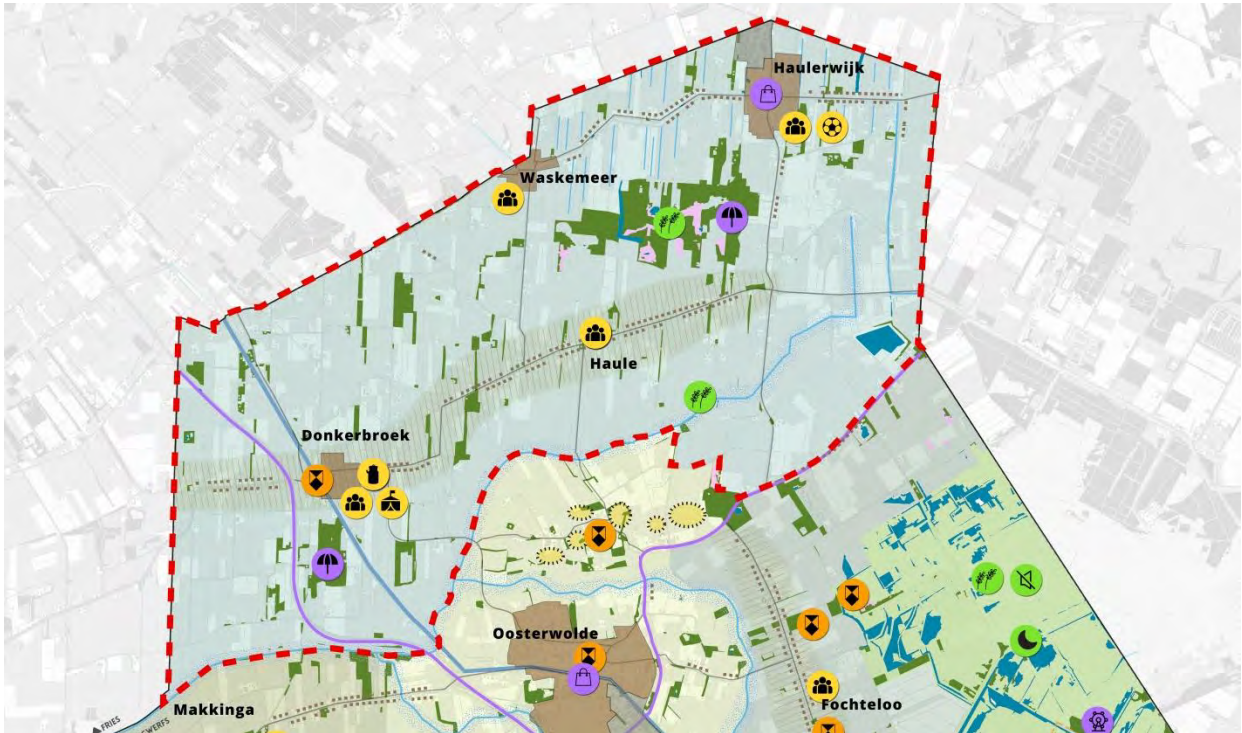 Haulerwijk
Waskemeer
Haule
Donkerbroek
Oosterwolde
Makkinga
Fochteloo
FRIES